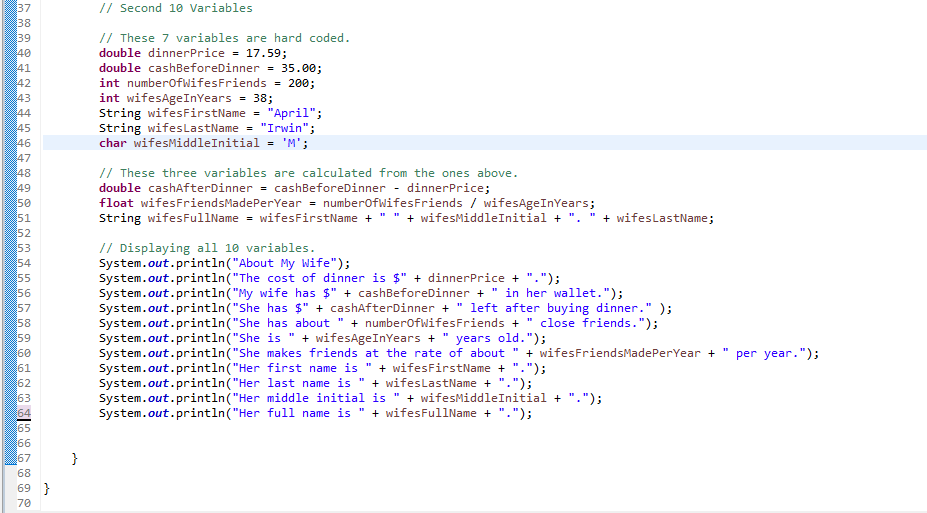 37 // Second 10 Variables
38
39 // These 7 variables are hard coded.
40 double dinnerPrice = 17.59;
41 double cashBeforeDinner = 35.00;
42 int numberOfWifesFriends = 200;
43 int wifesAgeInYears = 38;
44 String wifesFirstName = "April";
45 String wifesLastName = "Irwin";
46 char wifesMiddleInitial = 'M';
47
48 // These three variables are calculated from the ones above.
49 double cashAfterDinner = cashBeforeDinner - dinnerPrice;
50 float wifesFriendsMadePerYear = numberOfWifesFriends / wifesAgeInYears;
51 String wifesFullName = wifesFirstName + " " + wifesMiddleInitial + ". " + wifesLastName;
52
53 // Displaying all 10 variables.
54 System.out.println("About My Wife");
55 System.out.println("The cost of dinner is $" + dinnerPrice + ".");
56 System.out.println("My wife has $" + cashBeforeDinner + " in her wallet.");
57 System.out.println("She has $" + cashAfterDinner + " left after buying dinner." );
58 System.out.println("She has about " + numberOfWifesFriends + " close friends.");
59 System.out.println("She is " + wifesAgeInYears + " years old.");
60 System.out.println("She makes friends at the rate of about " + wifesFriendsMadePerYear + " per year.");
61 System.out.println("Her first name is " + wifesFirstName + ".");
62 System.out.println("Her last name is " + wifesLastName + ".");
63 System.out.println("Her middle initial is " + wifesMiddleInitial + ".");
64 System.out.println("Her full name is " + wifesFullName + ".");
65
66
67 }
68
69 }
70